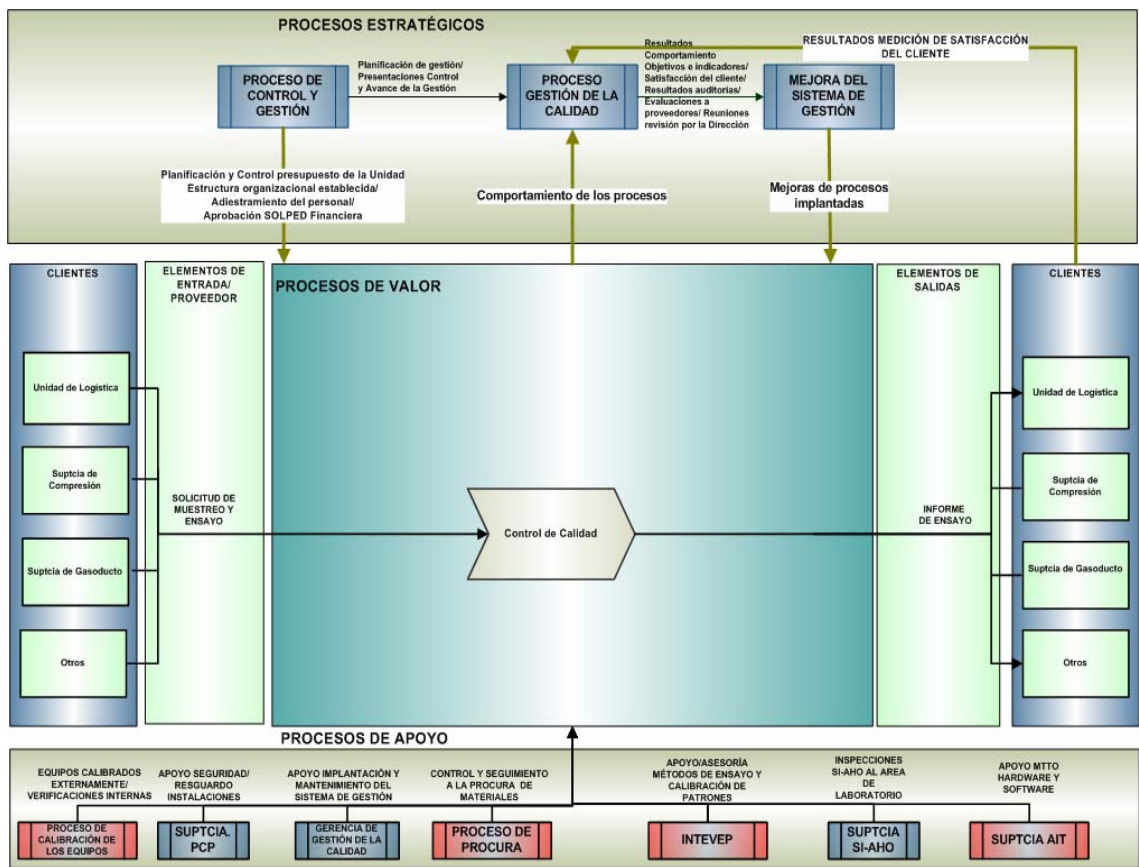 PROCESOS ESTRATÉGICOS
RESULTADOS MEDICIÓN DE SATISFACCIÓN
DEL CLIENTE
PROCESO DE
CONTROL Y
GESTIÓN
Planificación de gestión/
Presentaciones Control
y Avance de la Gestión
PROCESO
GESTIÓN DE LA
CALIDAD
Resultados
Comportamiento
Objetivos e indicadores/
Satisfacción del cliente/
Resultados auditorías/
Evaluaciones a
proveedores/ Reuniones
revisión por la Dirección
MEJORA DEL
SISTEMA DE
GESTIÓN
Planificación y Control presupuesto de la Unidad
Estructura organizacional establecida/
Adiestramiento del personal/
Aprobación SOLPED Financiera
Comportamiento de los procesos
Mejoras de procesos
implantadas
CLIENTES
Unidad de Logística
Suptcia de
Compresión
Suptcia de Gasoducto
Otros
ELEMENTOS DE
ENTRADA/
PROVEEDOR
SOLICITUD DE
MUESTREO Y
ENSAYO
PROCESOS DE VALOR
Control de Calidad
ELEMENTOS DE
SALIDAS
INFORME
DE ENSAYO
CLIENTES
Unidad de Logística
Suptcia de
Compresión
Suptcia de Gasoducto
Otros
PROCESOS DE APOYO
EQUIPOS CALIBRADOS
EXTERNAMENTE/
VERIFICACIONES INTERNAS
PROCESO DE
CALIBRACIÓN DE
LOS EQUIPOS
APOYO SEGURIDAD/
RESGUARDO
INSTALACIONES
SUPTCIA.
PCP
APOYO IMPLANTACIÓN Y
MANTENIMIENTO DEL
SISTEMA DE GESTIÓN
GERENCIA DE
GESTIÓN DE LA
CALIDAD
CONTROL Y SEGUIMIENTO
A LA PROCURA DE
MATERIALES
PROCESO DE
PROCURA
APOYO/ASESORÍA
MÉTODOS DE ENSAYO Y
CALIBRACIÓN DE
PATRONES
INTEVEP
INSPECCIONES
SI-AHO AL AREA DE
LABORATORIO
SUPTCIA
SI-AHO
APOYO MTTO
HARDWARE Y
SOFTWARE
SUPTCIA AIT